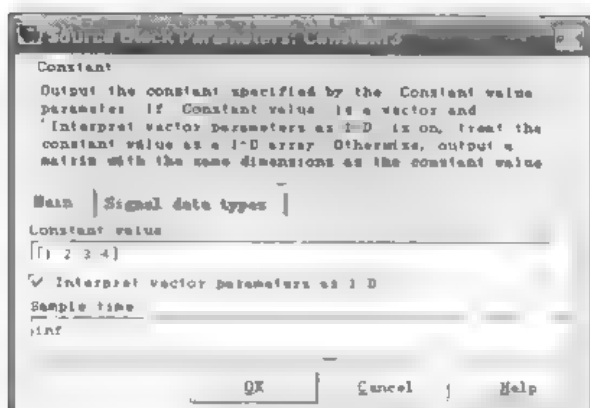 Source Block Parameters: Constant3
Constant
Output the constant specified by the Constant value
parameter If Constant value is a vector and
'Interpret vector parameters as 1-D is on, treat the
constant value as a 1-D array Otherwise, output a
matrix with the same dimensions as the constant value
Main Signal data types
Constant value
[1 2 3 4]
Interpret vector parameters as 1 D
Sample time
inf
OK Cancel Help